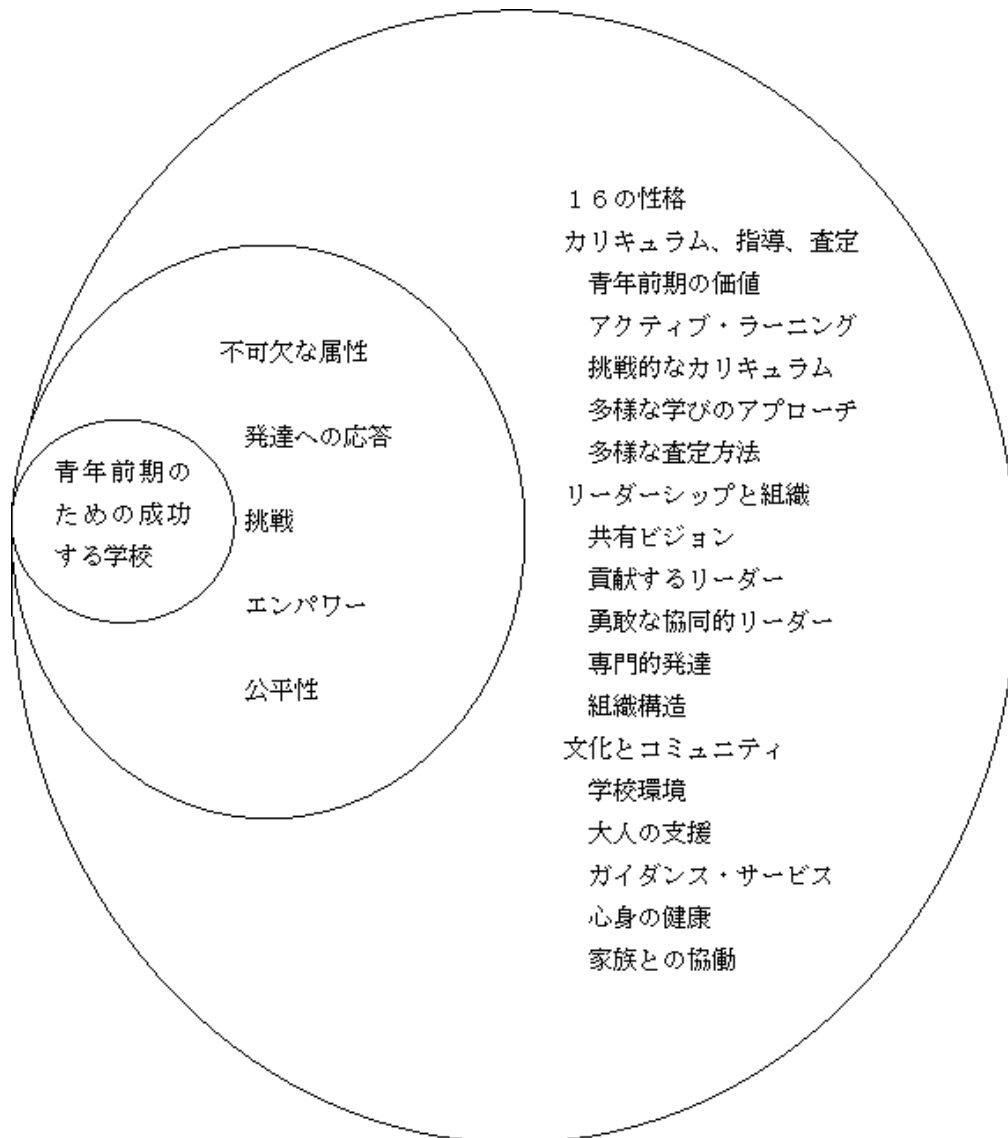 青年前期の
ための成功
する学校
不可欠な属性
発達への応答
挑戦
エンパワー
公平性
１６の性格
カリキュラム、指導、査定
青年前期の価値
アクティブ・ラーニング
挑戦的なカリキュラム
多様な学びのアプローチ
多様な査定方法
リーダーシップと組織
共有ビジョン
貢献するリーダー
勇敢な協同的リーダー
専門的発達
組織構造
文化とコミュニティ
学校環境
大人の支援
ガイダンス・サービス
心身の健康
家族との協働